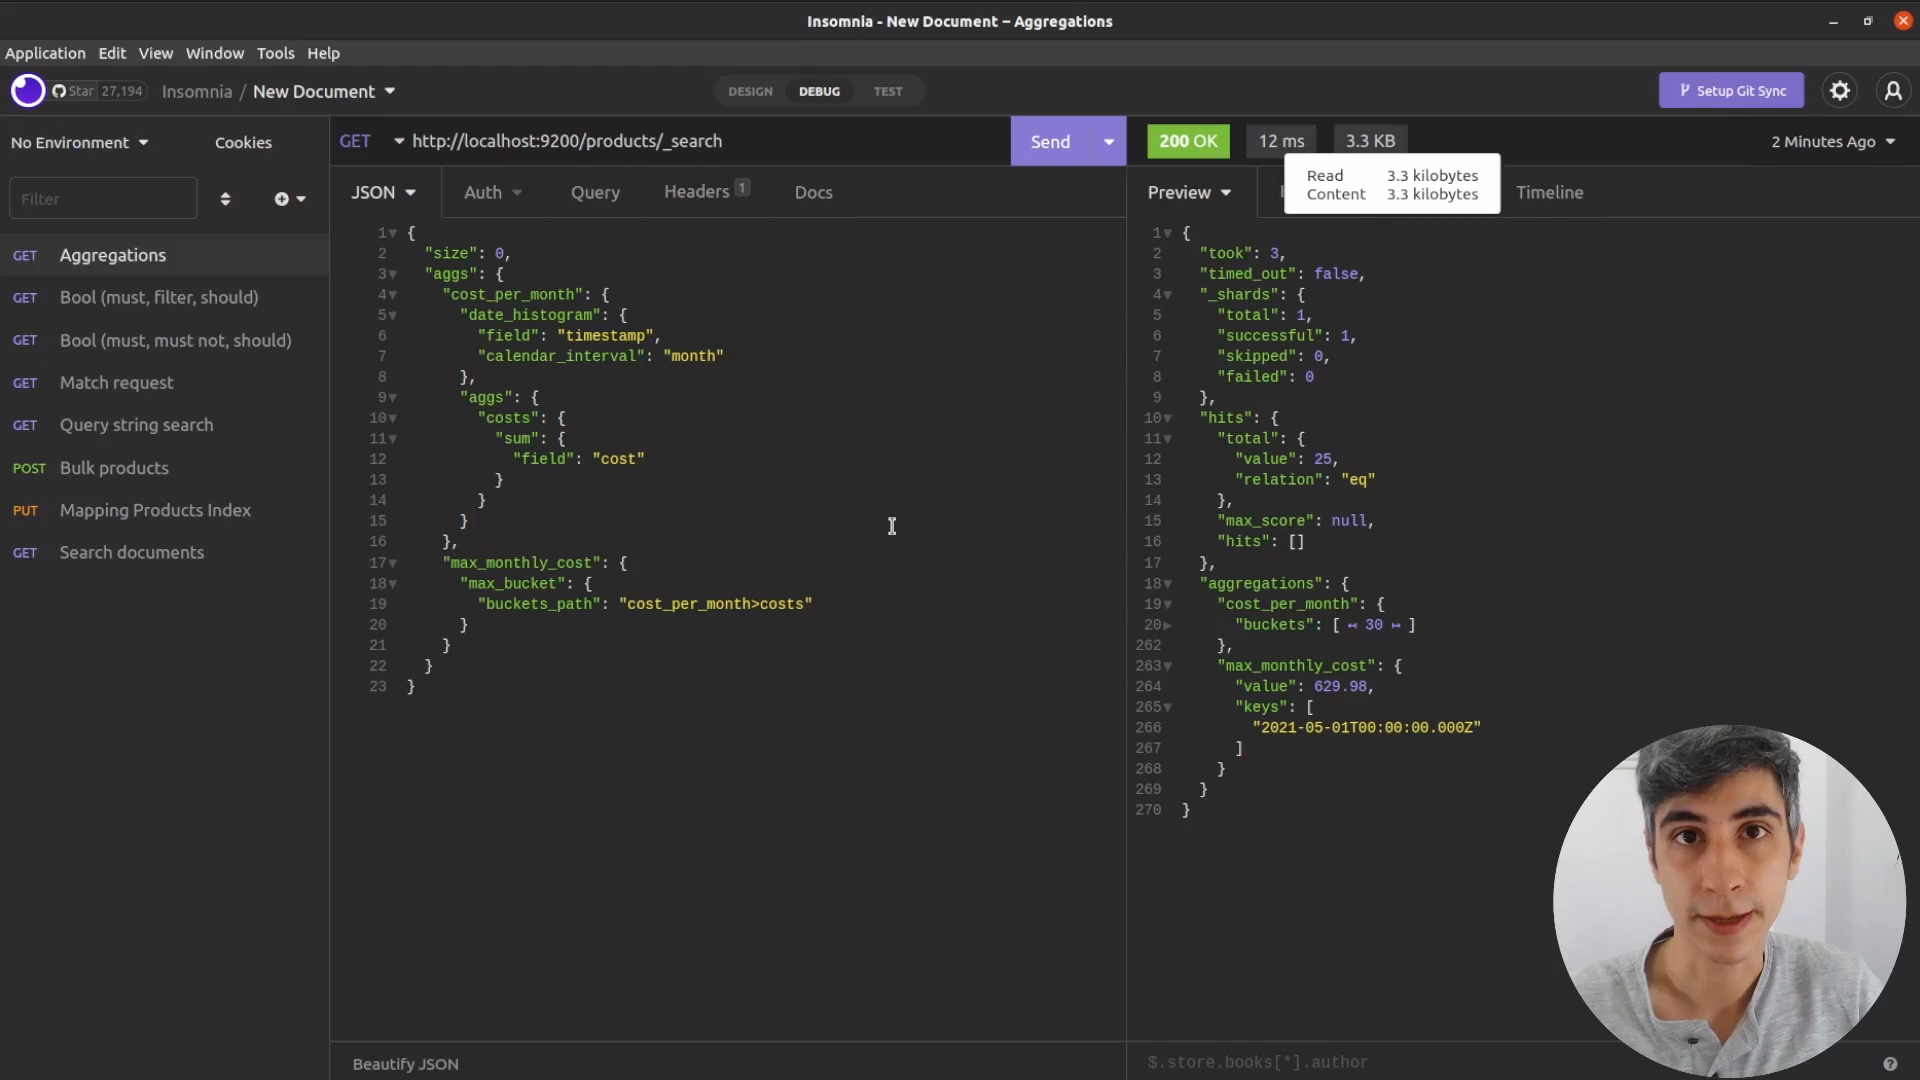 Insomnia - New Document – Aggregations
Application Edit View Window Tools Help
Star 27,194 Insomnia / New Document
DESIGN DEBUG TEST
Setup Git Sync
No Environment Cookies
GET http://localhost:9200/products/_search Send
200 OK 12 ms 3.3 KB 2 Minutes Ago
Filter
JSON Auth Query Headers 1 Docs
Preview Timeline
Read 3.3 kilobytes
Content 3.3 kilobytes
GET Aggregations
GET Bool (must, filter, should)
GET Bool (must, must not, should)
GET Match request
GET Query string search
POST Bulk products
PUT Mapping Products Index
GET Search documents
1 {
2 "size": 0,
3 "aggs": {
4 "cost_per_month": {
5 "date_histogram": {
6 "field": "timestamp",
7 "calendar_interval": "month"
8 },
9 "aggs": {
10 "costs": {
11 "sum": {
12 "field": "cost"
13 }
14 }
15 }
16 },
17 "max_monthly_cost": {
18 "max_bucket": {
19 "buckets_path": "cost_per_month>costs"
20 }
21 }
22 }
23 }
1 {
2 "took": 3,
3 "timed_out": false,
4 "_shards": {
5 "total": 1,
6 "successful": 1,
7 "skipped": 0,
8 "failed": 0
9 },
10 "hits": {
11 "total": {
12 "value": 25,
13 "relation": "eq"
14 },
15 "max_score": null,
16 "hits": []
17 },
18 "aggregations": {
19 "cost_per_month": {
20 "buckets": [ ↤ 30 ↦ ]
262 },
263 "max_monthly_cost": {
264 "value": 629.98,
265 "keys": [
266 "2021-05-01T00:00:00.000Z"
267 ]
268 }
269 }
270 }
Beautify JSON
$.store.books[*].author